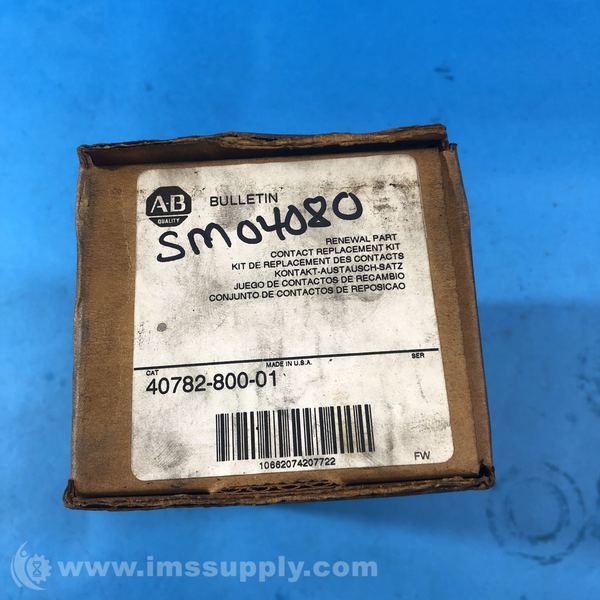 AB
QUALITY
BULLETIN
SM04080
RENEWAL PART
CONTACT REPLACEMENT KIT
KIT DE REPLACEMENT DES CONTACTS
KONTAKT-AUSTAUSCH-SATZ
JUEGO DE CONTACTOS DE RECAMBIO
CONJUNTO DE CONTACTOS DE REPOSICAO
CAT MADE IN U.S.A. SER
40782-800-01
10662074207722
FW
www.imssupply.com